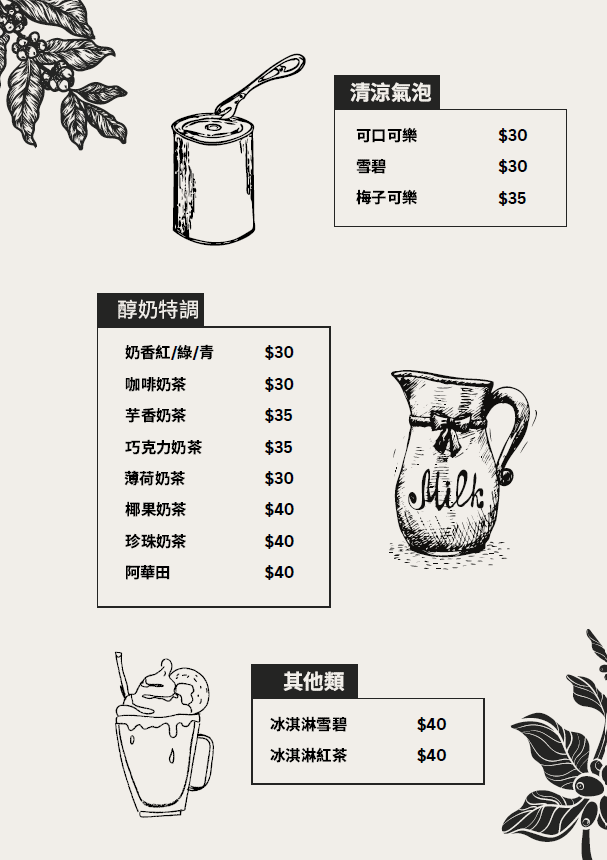 清涼氣泡
可口可樂 $30
雪碧 $30
梅子可樂 $35
醇奶特調
奶香紅/綠/青 $30
咖啡奶茶 $30
芋香奶茶 $35
巧克力奶茶 $35
薄荷奶茶 $30
椰果奶茶 $40
珍珠奶茶 $40
阿華田 $40
Milk
其他類
冰淇淋雪碧 $40
冰淇淋紅茶 $40